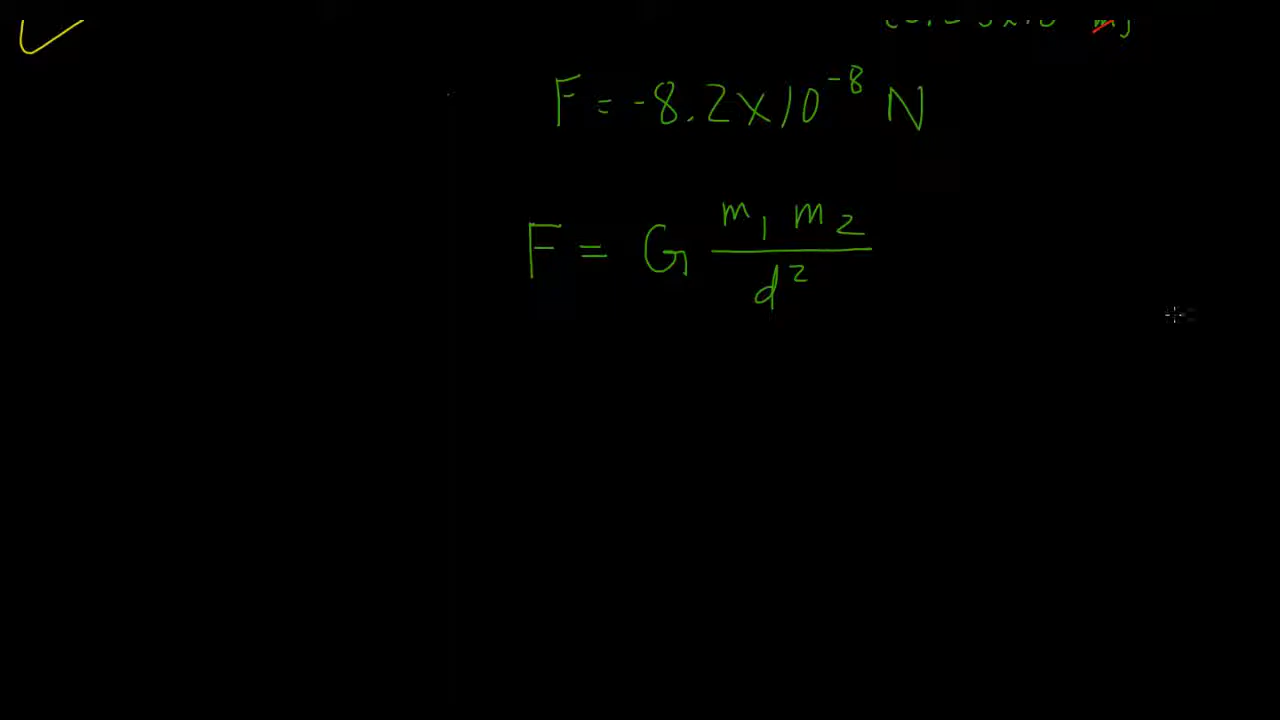 F = -8.2x10^-8 N
F = G m1 m2 / d^2